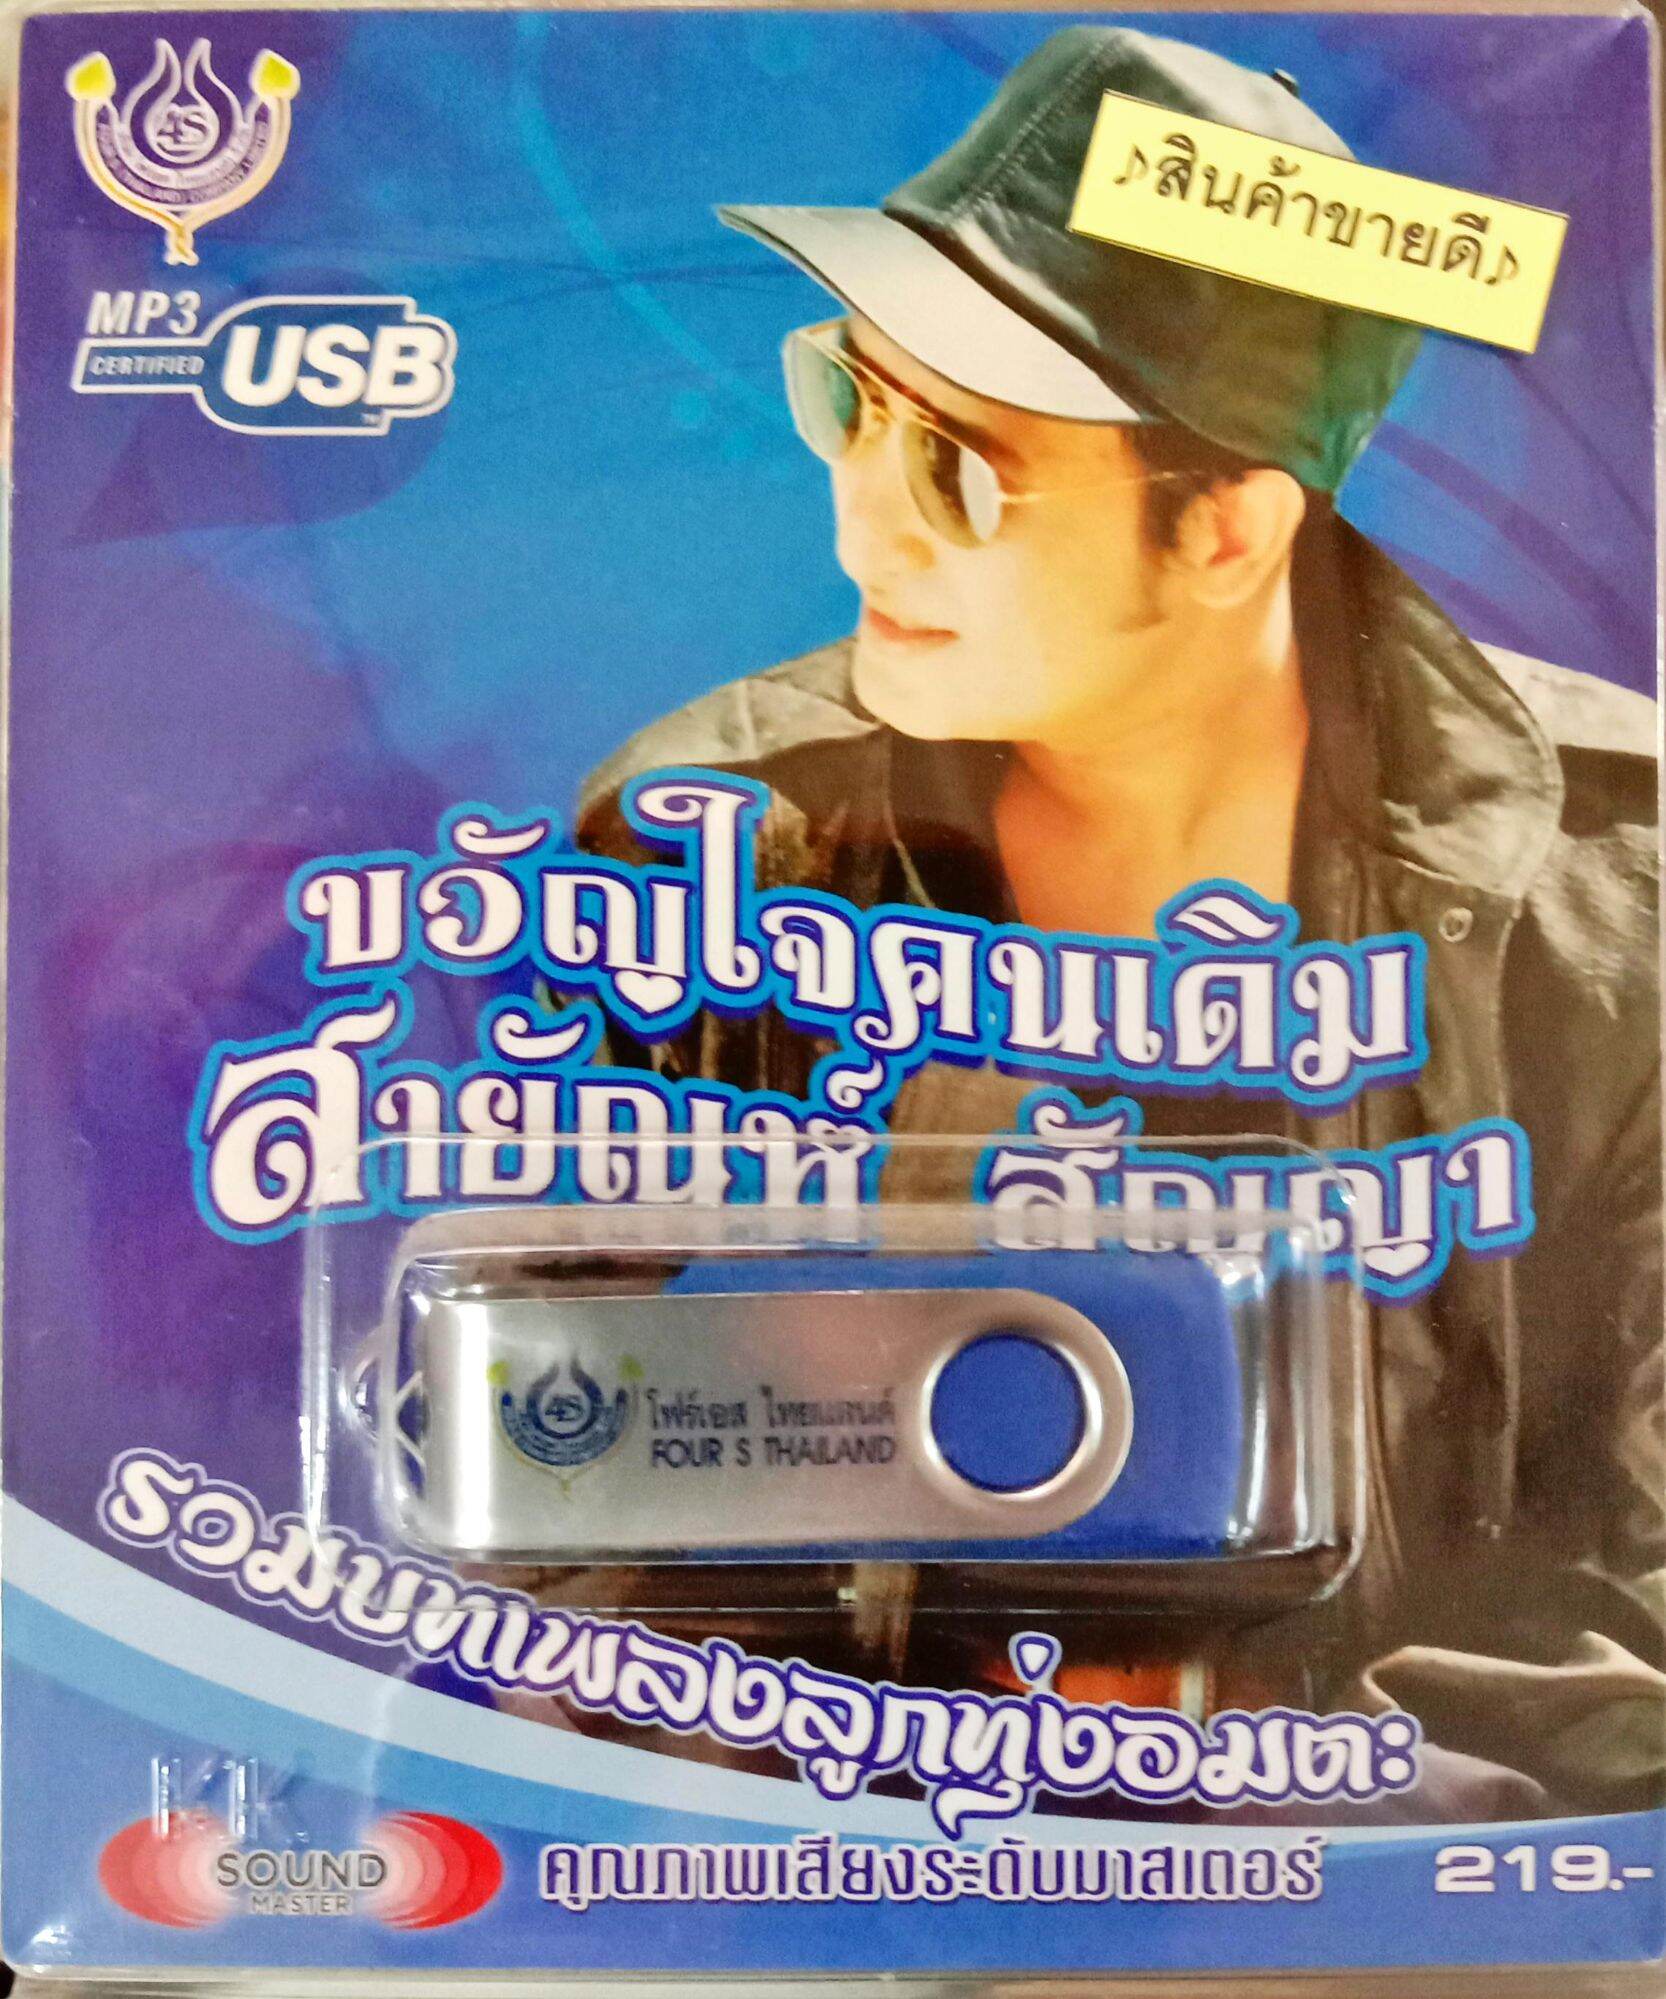 4S
MP3
CERTIFIED
USB
♪สินค้าขายดี♪
ขวัญใจคนเดิม
สายัณห์ สัญญา
4S
โฟร์เอส ไทยแลนด์
FOUR S THAILAND
รวมบทเพลงลูกทุ่งอมตะ
SOUND
MASTER
คุณภาพเสียงระดับมาสเตอร์
219.-